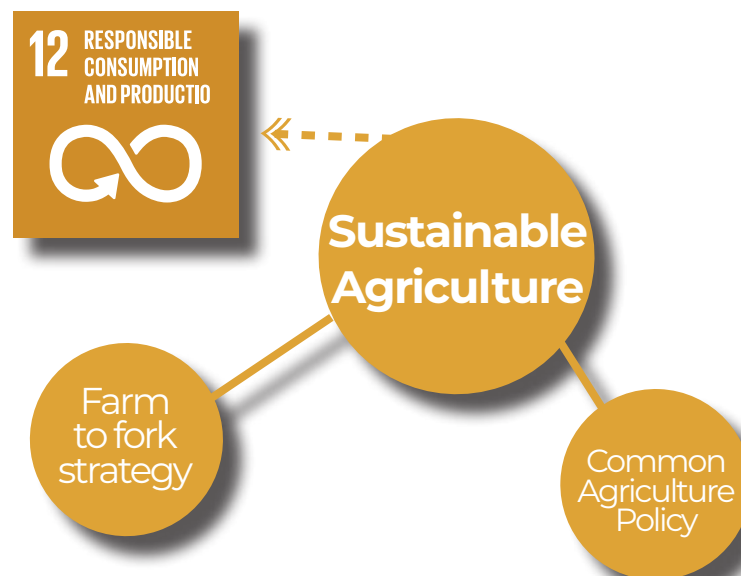 12 RESPONSIBLE
CONSUMPTION
AND PRODUCTIO
Sustainable
Agriculture
Farm
to fork
strategy
Common
Agriculture
Policy